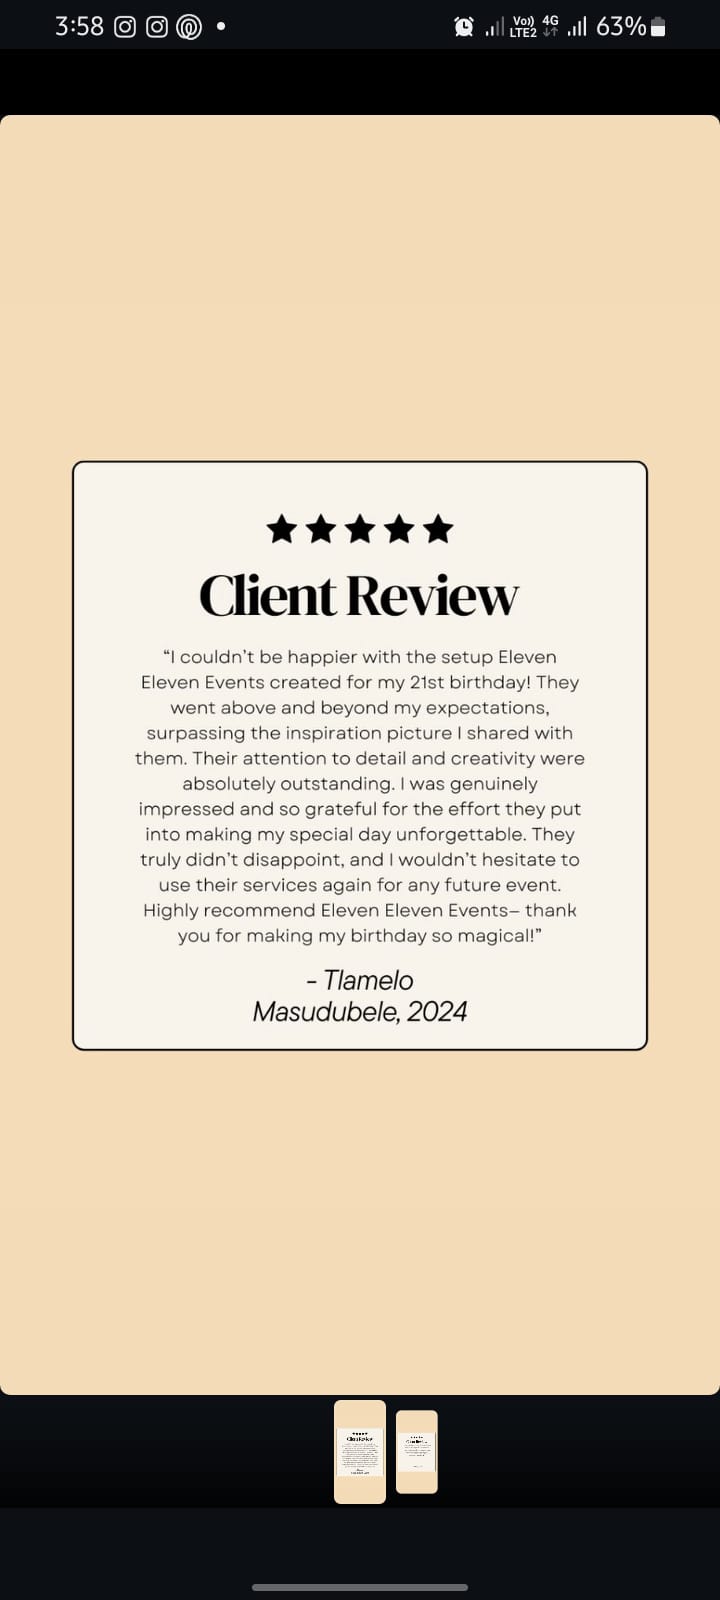 3:58
Vo))
LTE2
4G
63%
Client Review
“I couldn’t be happier with the setup Eleven
Eleven Events created for my 21st birthday! They
went above and beyond my expectations,
surpassing the inspiration picture I shared with
them. Their attention to detail and creativity were
absolutely outstanding. I was genuinely
impressed and so grateful for the effort they put
into making my special day unforgettable. They
truly didn’t disappoint, and I wouldn’t hesitate to
use their services again for any future event.
Highly recommend Eleven Eleven Events– thank
you for making my birthday so magical!”
- Tlamelo
Masudubele, 2024